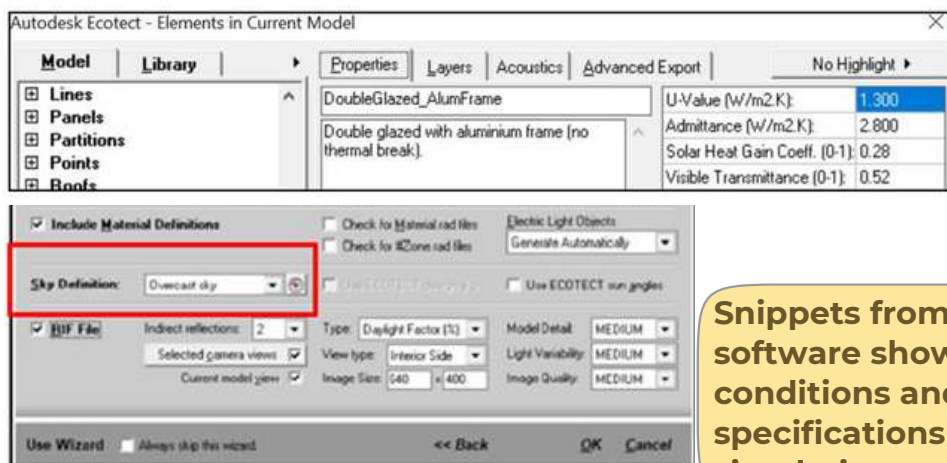 Autodesk Ecotect - Elements in Current Model
Model Library Properties Layers Acoustics Advanced Export No Highlight
Lines
Panels
Partitions
Points
Roofs
DoubleGlazed_AlumFrame
Double glazed with aluminium frame (no
thermal break).
U-Value (W/m2.K): 1.300
Admittance (W/m2.K): 2.800
Solar Heat Gain Coeff. (0-1): 0.28
Visible Transmittance (0-1): 0.52
Include Material Definitions
Check for Material rad files
Check for #Zone rad files
Electric Light Objects
Generate Automatically
Sky Definition: Overcast sky
Use ECOTECT sun angles
RIF File
Indirect reflections: 2
Selected camera views
Current model view
Type: Daylight Factor (%)
View type: Interior Side
Image Size: 640 x 400
Model Detail: MEDIUM
Light Variability: MEDIUM
Image Quality: MEDIUM
Use Wizard Always skip this wizard. << Back OK Cancel
Snippets from
software show
conditions and
specifications